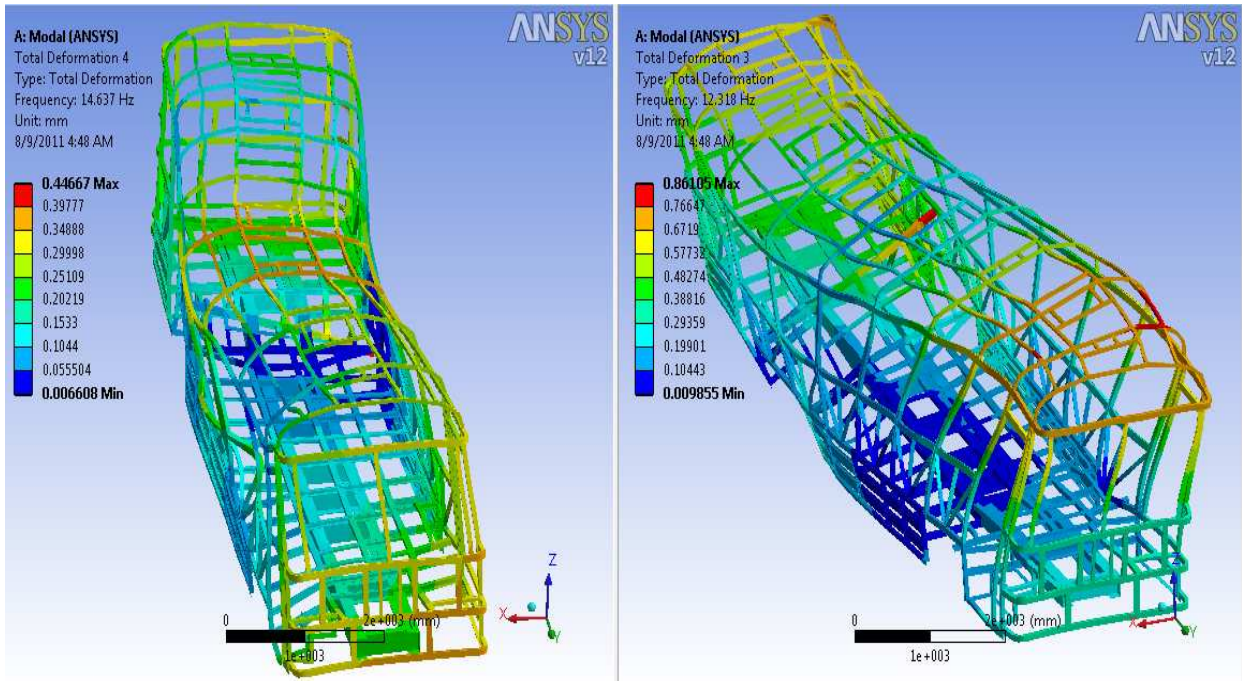 A: Modal (ANSYS)
Total Deformation 4
Type: Total Deformation
Frequency: 14.637 Hz
Unit: mm
8/9/2011 4:48 AM
0.44667 Max
0.39777
0.34888
0.29998
0.25109
0.20219
0.1533
0.1044
0.055504
0.006608 Min
ANSYS
v12
Z
X
Y
0
2e+003 (mm)
1e+003
A: Modal (ANSYS)
Total Deformation 3
Type: Total Deformation
Frequency: 12.318 Hz
Unit: mm
8/9/2011 4:48 AM
0.86105 Max
0.76647
0.6719
0.57732
0.48274
0.38816
0.29359
0.19901
0.10443
0.009855 Min
ANSYS
v12
Z
X
Y
0
2e+003 (mm)
1e+003